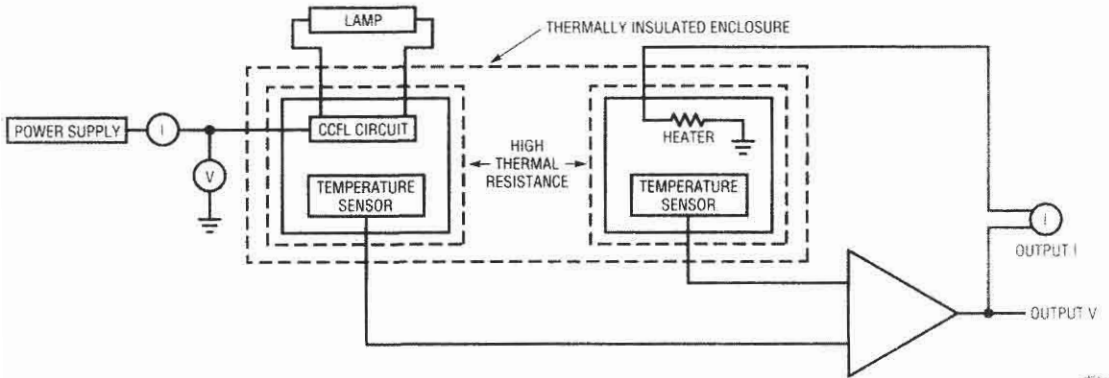 LAMP
THERMALLY INSULATED ENCLOSURE
POWER SUPPLY
I
CCFL CIRCUIT
HEATER
V
HIGH
THERMAL
RESISTANCE
TEMPERATURE
SENSOR
TEMPERATURE
SENSOR
I
OUTPUT I
OUTPUT V